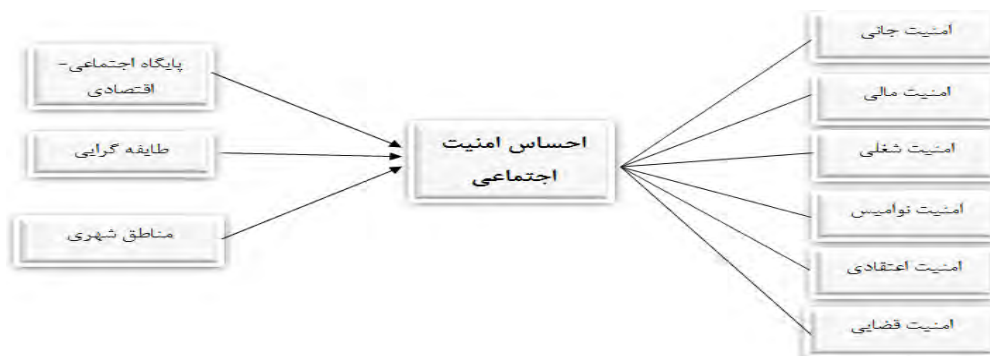 امنیت جانی
امنیت مالی
امنیت شغلی
امنیت نوامیس
امنیت اعتقادی
امنیت قضایی
احساس امنیت
اجتماعی
پایگاه اجتماعی-
اقتصادی
طایفه گرایی
مناطق شهری